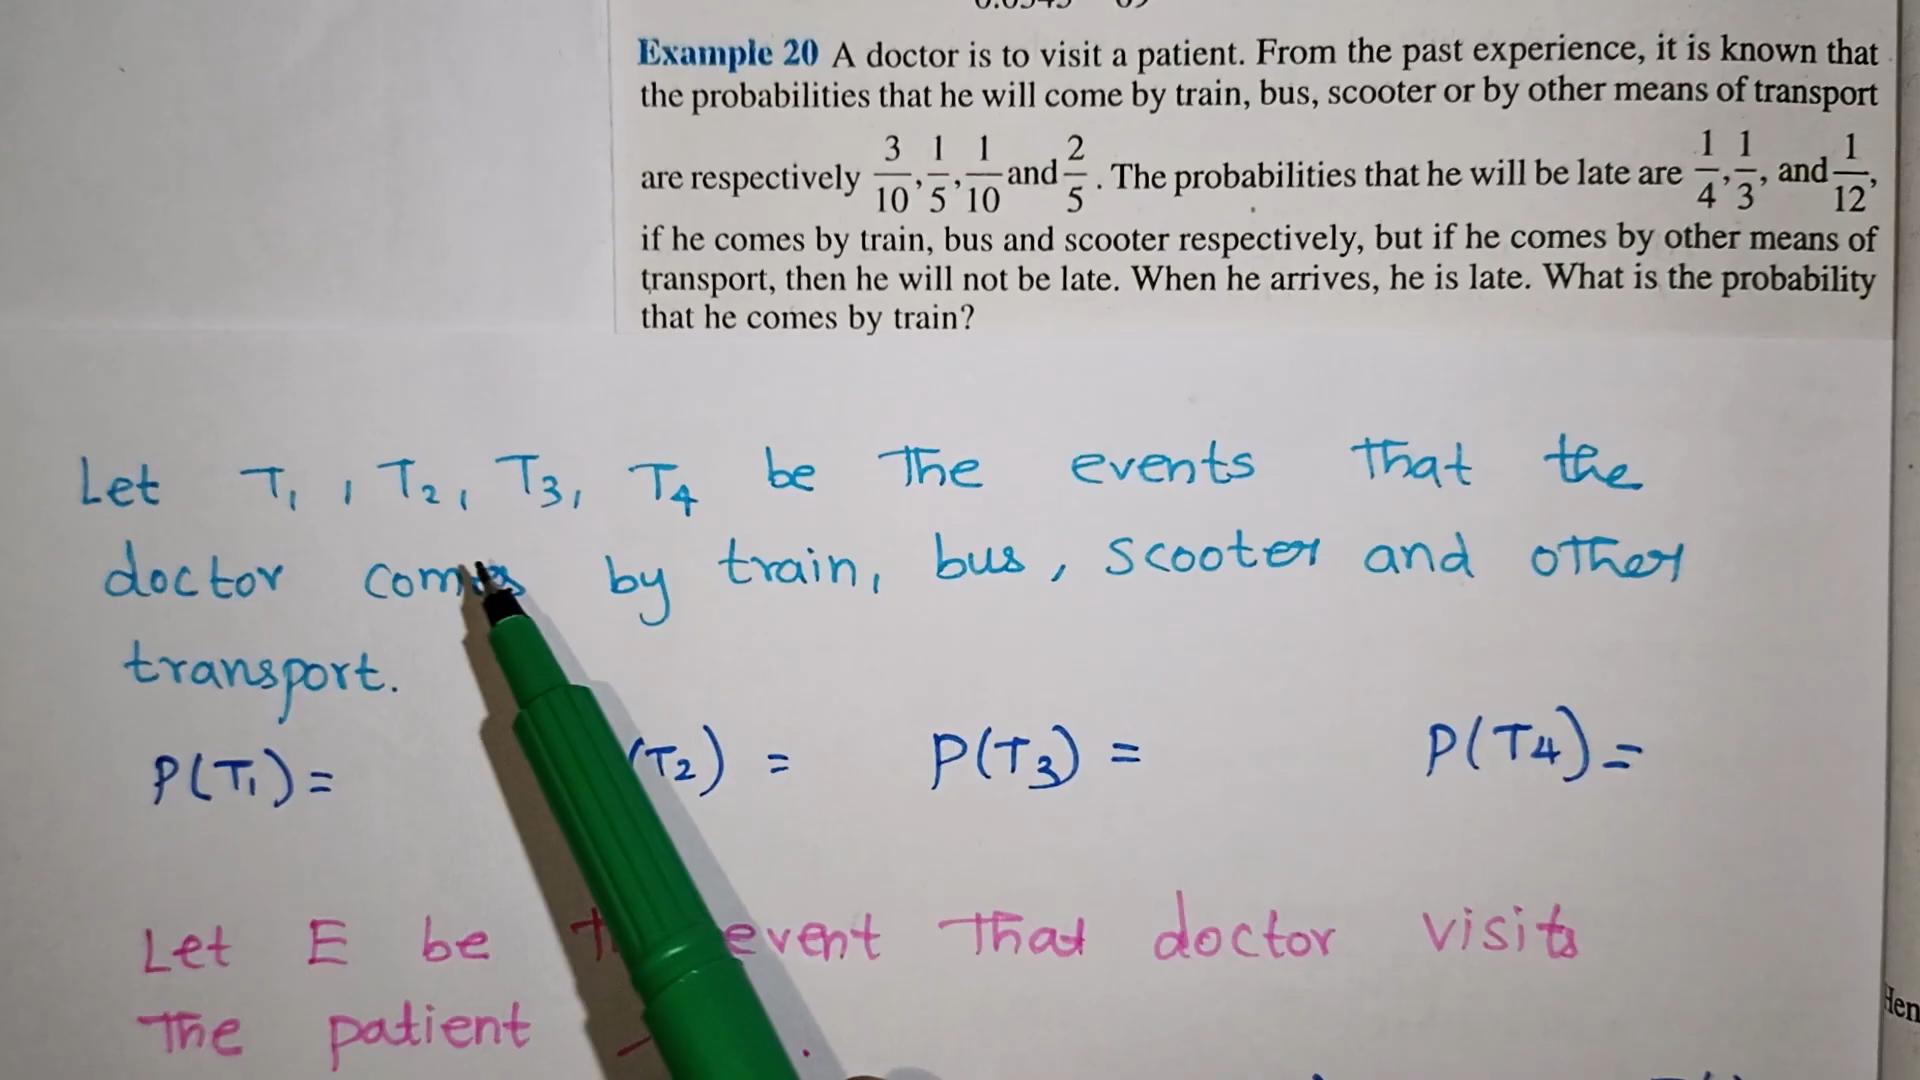 Example 20 A doctor is to visit a patient. From the past experience, it is known that
the probabilities that he will come by train, bus, scooter or by other means of transport
are respectively 3/10, 1/5, 1/10 and 2/5. The probabilities that he will be late are 1/4, 1/3, and 1/12,
if he comes by train, bus and scooter respectively, but if he comes by other means of
transport, then he will not be late. When he arrives, he is late. What is the probability
that he comes by train?
Let T1, T2, T3, T4 be the events that the
doctor comes by train, bus, scooter and other
transport.
P(T1) = (T2) = P(T3) = P(T4) =
Let E be event that doctor visits
the patient